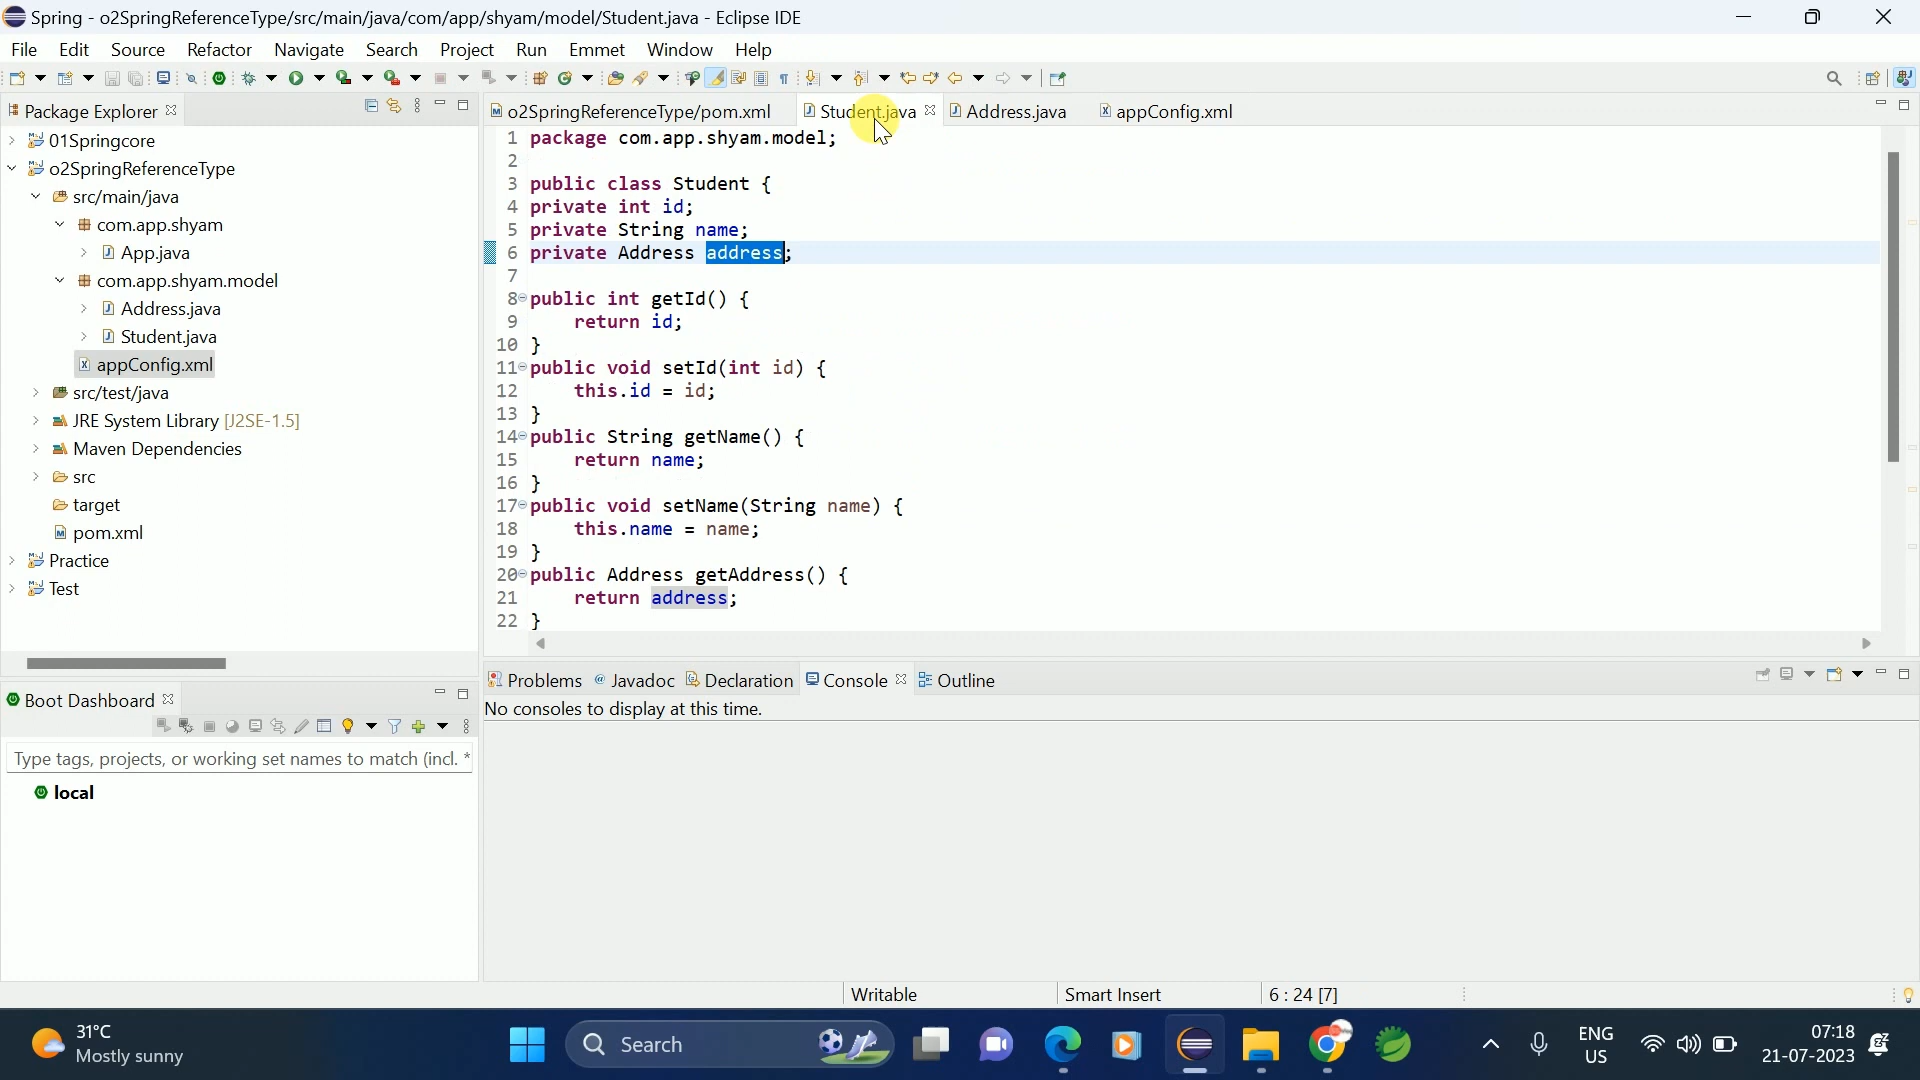 Spring - o2SpringReferenceType/src/main/java/com/app/shyam/model/Student.java - Eclipse IDE
File Edit Source Refactor Navigate Search Project Run Emmet Window Help
Package Explorer
01Springcore
o2SpringReferenceType
src/main/java
com.app.shyam
App.java
com.app.shyam.model
Address.java
Student.java
appConfig.xml
src/test/java
JRE System Library [J2SE-1.5]
Maven Dependencies
src
target
pom.xml
Practice
Test
o2SpringReferenceType/pom.xml Student.java Address.java appConfig.xml
1 package com.app.shyam.model;
2
3 public class Student {
4 private int id;
5 private String name;
6 private Address address;
7
8 public int getId() {
9 return id;
10 }
11 public void setId(int id) {
12 this.id = id;
13 }
14 public String getName() {
15 return name;
16 }
17 public void setName(String name) {
18 this.name = name;
19 }
20 public Address getAddress() {
21 return address;
22 }
Boot Dashboard
Type tags, projects, or working set names to match (incl. *
local
Problems @ Javadoc Declaration Console Outline
No consoles to display at this time.
Writable Smart Insert 6 : 24 [7]
31°C
Mostly sunny
Search
ENG
US
07:18
21-07-2023